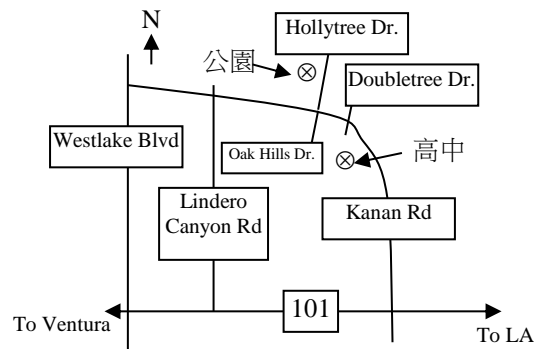 N
Hollytree Dr.
公園
Doubletree Dr.
Westlake Blvd
Oak Hills Dr.
高中
Lindero
Canyon Rd
Kanan Rd
101
To Ventura
To LA